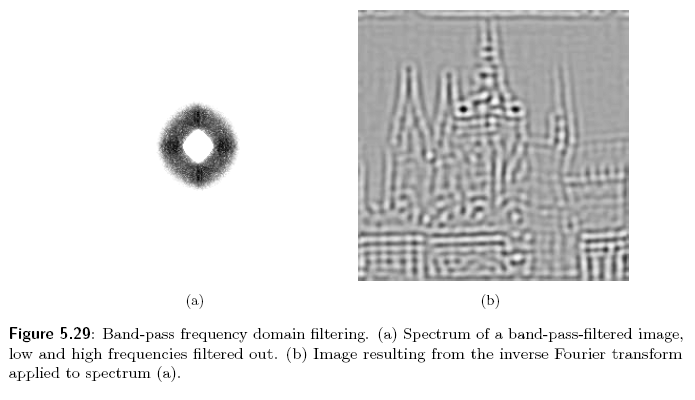 (a)
(b)
Figure 5.29: Band-pass frequency domain filtering. (a) Spectrum of a band-pass-filtered image,
low and high frequencies filtered out. (b) Image resulting from the inverse Fourier transform
applied to spectrum (a).